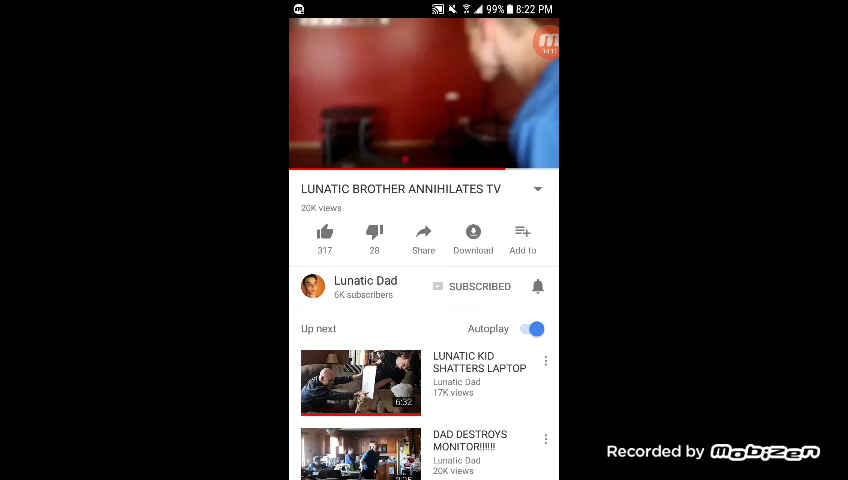 99% 8:22 PM
LUNATIC BROTHER ANNIHILATES TV
20K views
317
28
Share
Download
Add to
Lunatic Dad
6K subscribers
SUBSCRIBED
Up next
Autoplay
LUNATIC KID
SHATTERS LAPTOP
Lunatic Dad
17K views
6:32
DAD DESTROYS
MONITOR!!!!!!
Lunatic Dad
20K views
Recorded by mobizen